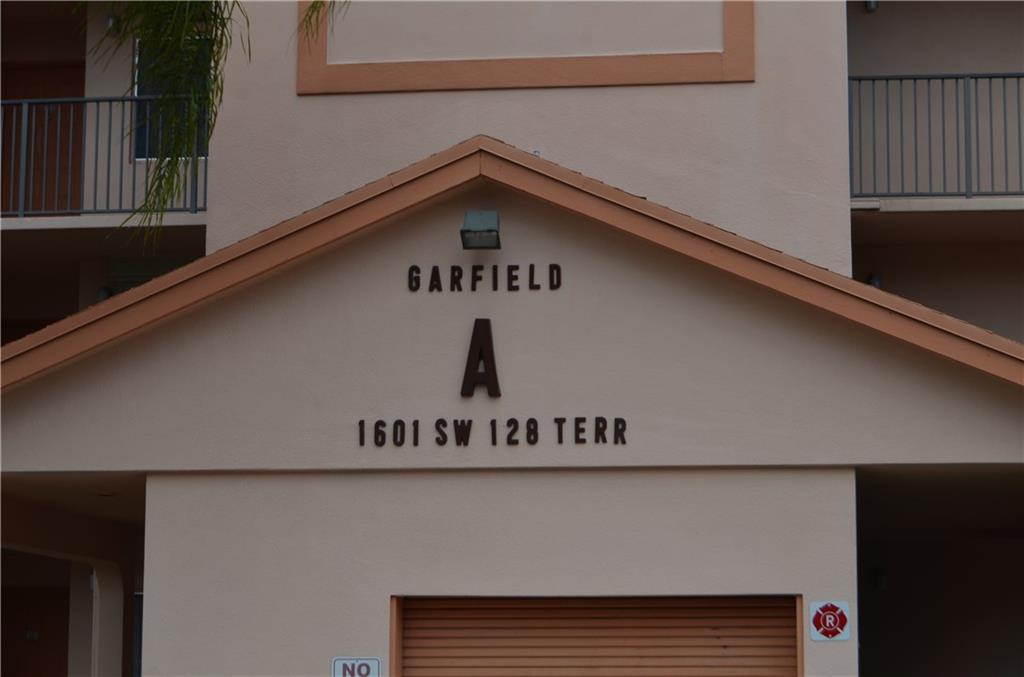 GARFIELD
A
1601 SW 128 TERR
R
NO